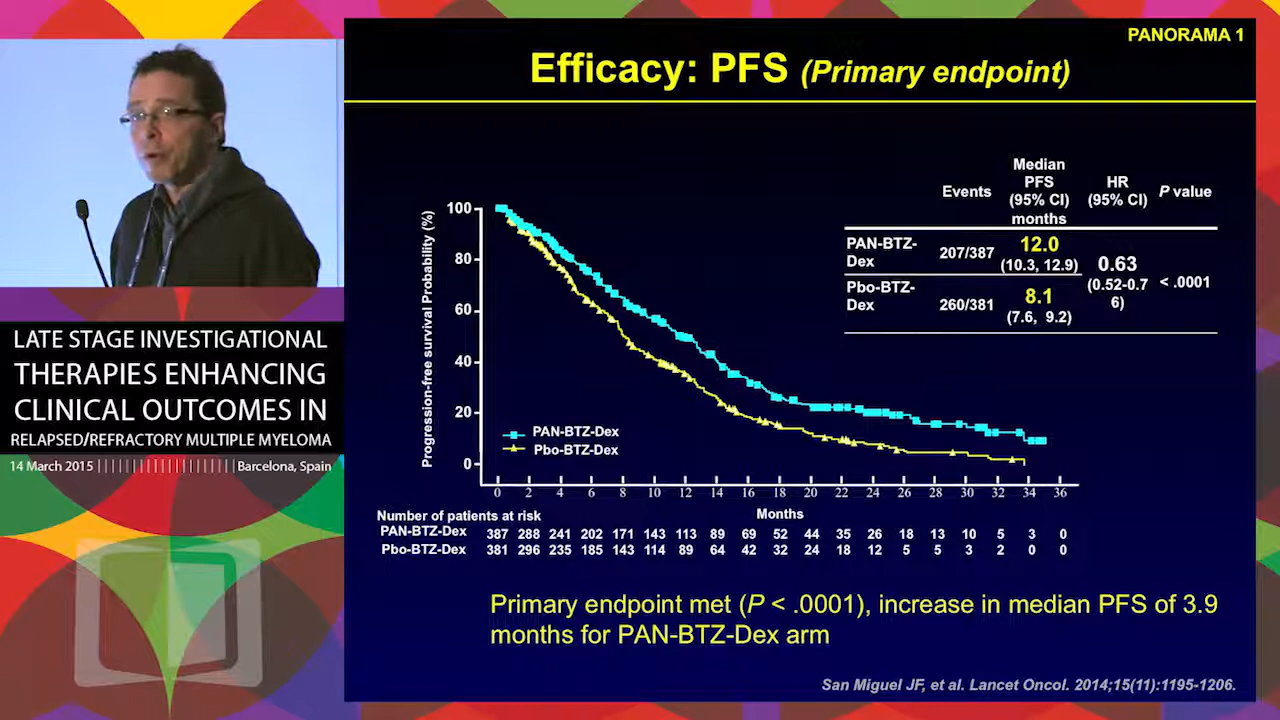 PANORAMA 1
Efficacy: PFS (Primary endpoint)
Events
Median
PFS
(95% CI)
months
HR
(95% CI)
P value
PAN-BTZ-
Dex
207/387
12.0
(10.3, 12.9)
Pbo-BTZ-
Dex
260/381
8.1
(7.6, 9.2)
0.63
(0.52-0.7
6)
< .0001
Progression-free survival Probability (%)
100
80
60
40
20
0
PAN-BTZ-Dex
Pbo-BTZ-Dex
0 2 4 6 8 10 12 14 16 18 20 22 24 26 28 30 32 34 36
Months
Number of patients at risk
PAN-BTZ-Dex 387 288 241 202 171 143 113 89 69 52 44 35 26 18 13 10 5 3 0
Pbo-BTZ-Dex 381 296 235 185 143 114 89 64 42 32 24 18 12 5 5 3 2 0 0
Primary endpoint met (P < .0001), increase in median PFS of 3.9
months for PAN-BTZ-Dex arm
San Miguel JF, et al. Lancet Oncol. 2014;15(11):1195-1206.
LATE STAGE INVESTIGATIONAL
THERAPIES ENHANCING
CLINICAL OUTCOMES IN
RELAPSED/REFRACTORY MULTIPLE MYELOMA
14 March 2015 Barcelona, Spain